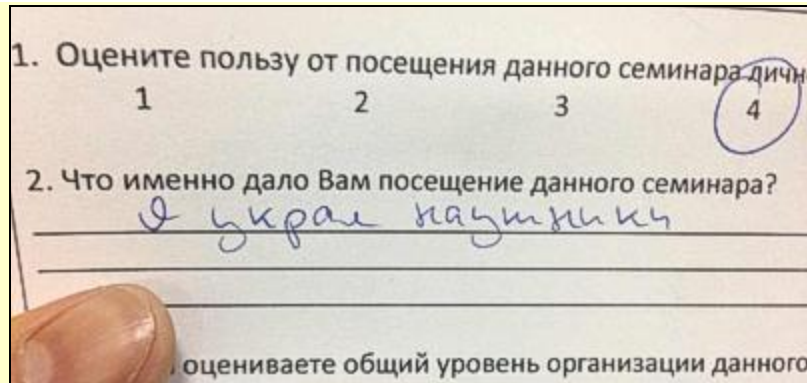 1. Оцените пользу от посещения данного семинара личн
1 2 3 4
2. Что именно дало Вам посещение данного семинара?
я украл наушники
оцениваете общий уровень организации данного